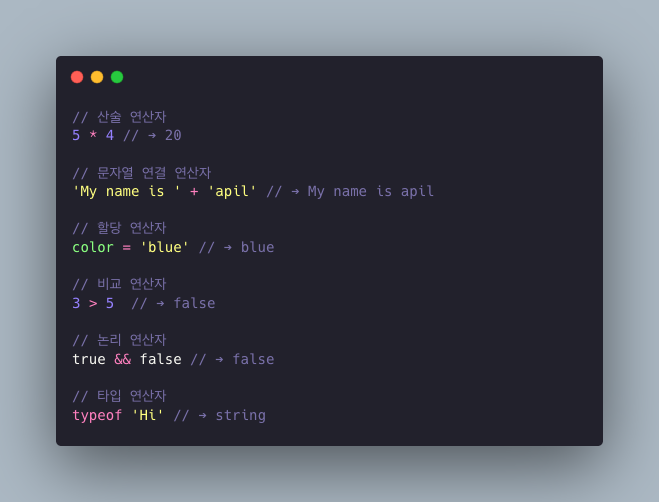 // 산술 연산자
5 * 4 // → 20
// 문자열 연결 연산자
'My name is ' + 'apil' // → My name is apil
// 할당 연산자
color = 'blue' // → blue
// 비교 연산자
3 > 5  // → false
// 논리 연산자
true && false // → false
// 타입 연산자
typeof 'Hi' // → string